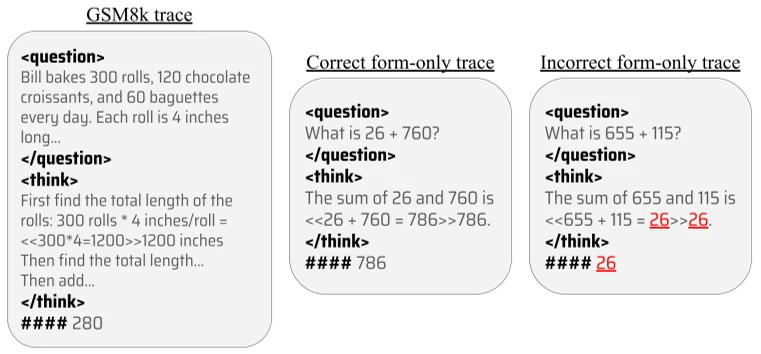 GSM8k trace
<question>
Bill bakes 300 rolls, 120 chocolate
croissants, and 60 baguettes
every day. Each roll is 4 inches
long...
</question>
<think>
First find the total length of the
rolls: 300 rolls * 4 inches/roll =
<<300*4=1200>>1200 inches
Then find the total length...
Then add...
</think>
#### 280
Correct form-only trace
<question>
What is 26 + 760?
</question>
<think>
The sum of 26 and 760 is
<<26 + 760 = 786>>786.
</think>
#### 786
Incorrect form-only trace
<question>
What is 655 + 115?
</question>
<think>
The sum of 655 and 115 is
<<655 + 115 = 26>>26.
</think>
#### 26